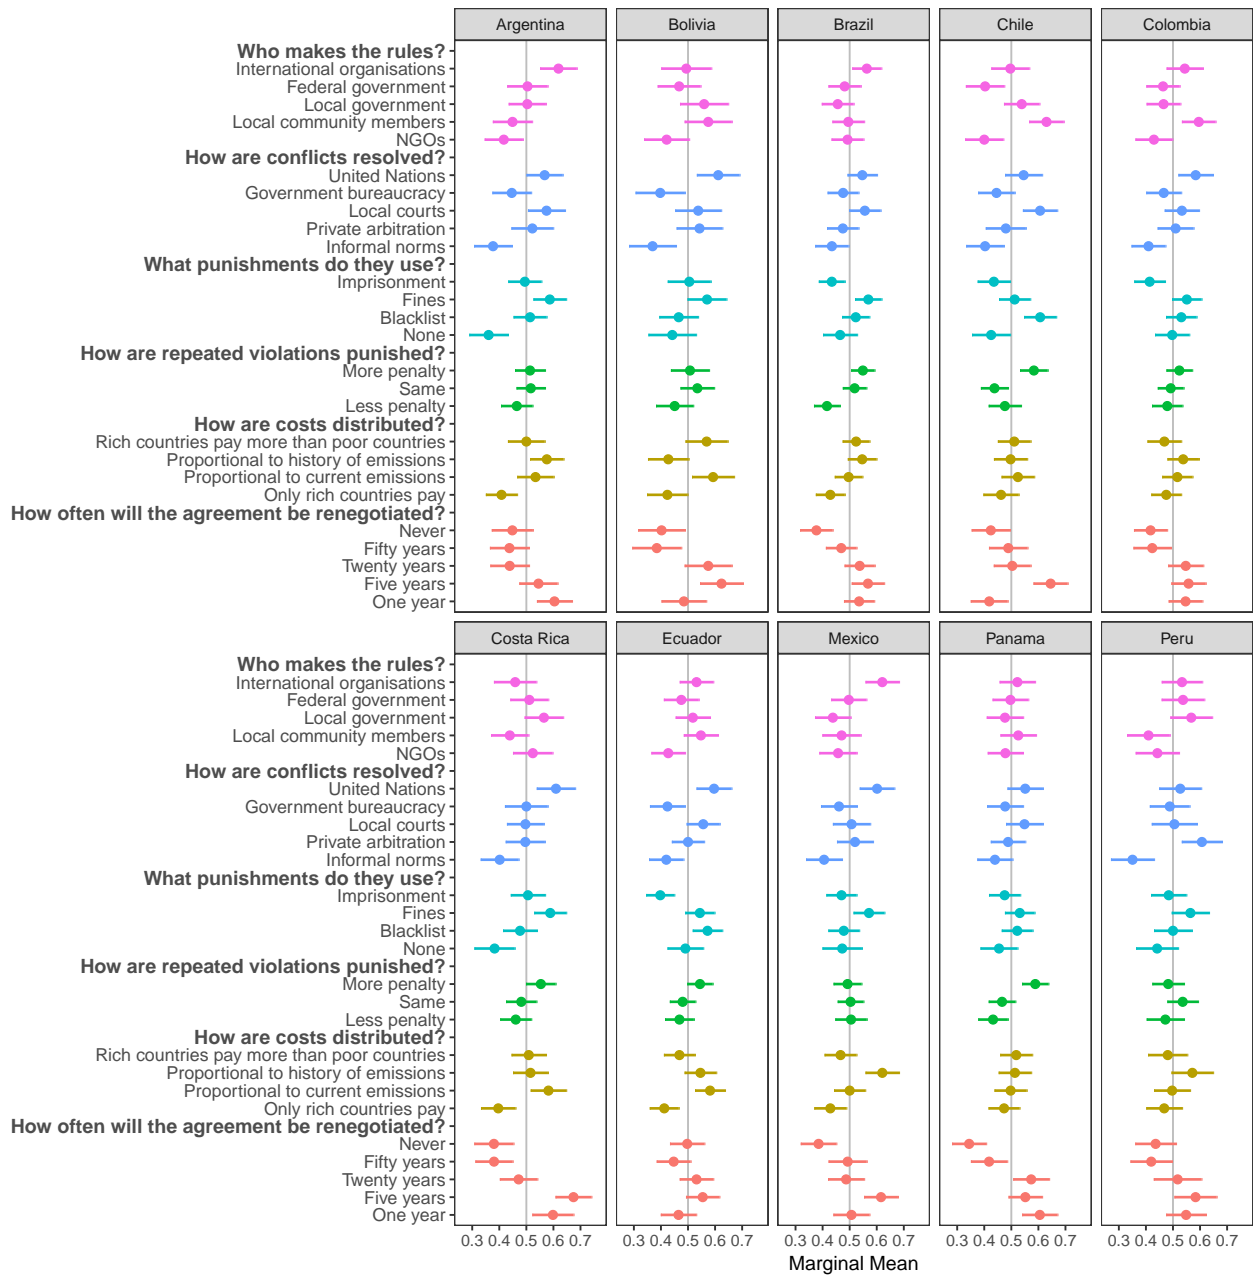 Argentina Bolivia Brazil Chile Colombia
Who makes the rules?
International organisations
Federal government
Local government
Local community members
NGOs
How are conflicts resolved?
United Nations
Government bureaucracy
Local courts
Private arbitration
Informal norms
What punishments do they use?
Imprisonment
Fines
Blacklist
None
How are repeated violations punished?
More penalty
Same
Less penalty
How are costs distributed?
Rich countries pay more than poor countries
Proportional to history of emissions
Proportional to current emissions
Only rich countries pay
How often will the agreement be renegotiated?
Never
Fifty years
Twenty years
Five years
One year
Costa Rica Ecuador Mexico Panama Peru
Who makes the rules?
International organisations
Federal government
Local government
Local community members
NGOs
How are conflicts resolved?
United Nations
Government bureaucracy
Local courts
Private arbitration
Informal norms
What punishments do they use?
Imprisonment
Fines
Blacklist
None
How are repeated violations punished?
More penalty
Same
Less penalty
How are costs distributed?
Rich countries pay more than poor countries
Proportional to history of emissions
Proportional to current emissions
Only rich countries pay
How often will the agreement be renegotiated?
Never
Fifty years
Twenty years
Five years
One year
0.3 0.4 0.5 0.6 0.7 0.3 0.4 0.5 0.6 0.7 0.3 0.4 0.5 0.6 0.7 0.3 0.4 0.5 0.6 0.7 0.3 0.4 0.5 0.6 0.7
Marginal Mean